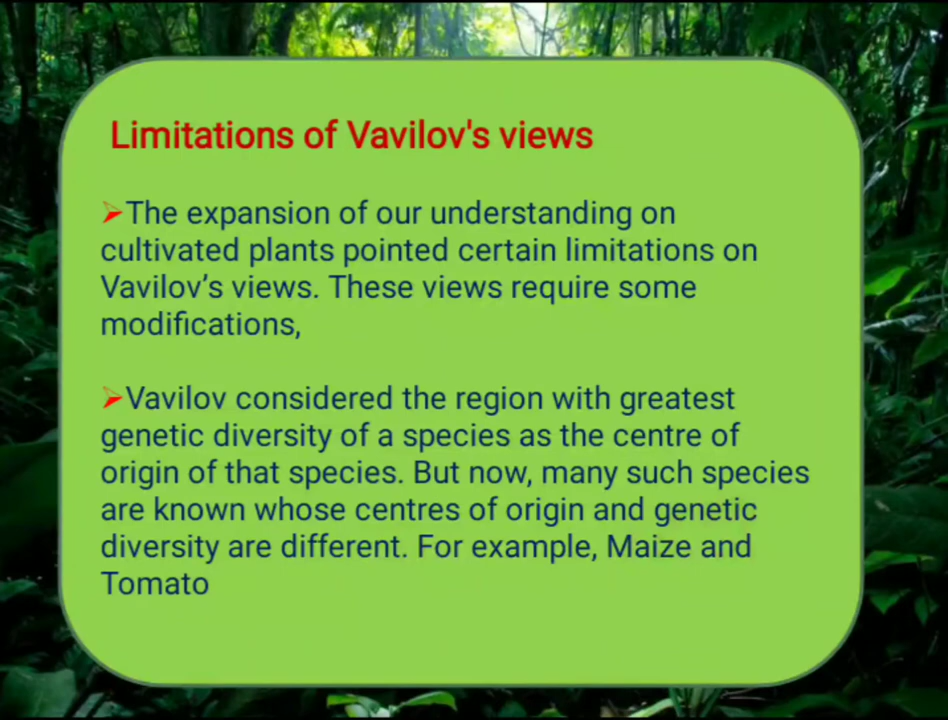 Limitations of Vavilov's views
➢The expansion of our understanding on
cultivated plants pointed certain limitations on
Vavilov’s views. These views require some
modifications,
➢Vavilov considered the region with greatest
genetic diversity of a species as the centre of
origin of that species. But now, many such species
are known whose centres of origin and genetic
diversity are different. For example, Maize and
Tomato